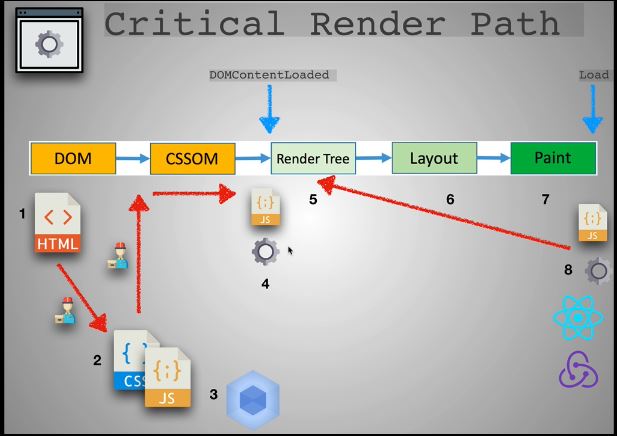 Critical Render Path
DOMContentLoaded
Load
DOM
CSSOM
Render Tree
Layout
Paint
1
HTML
JS
5
6
7
JS
4
8
2
CSS
JS
3